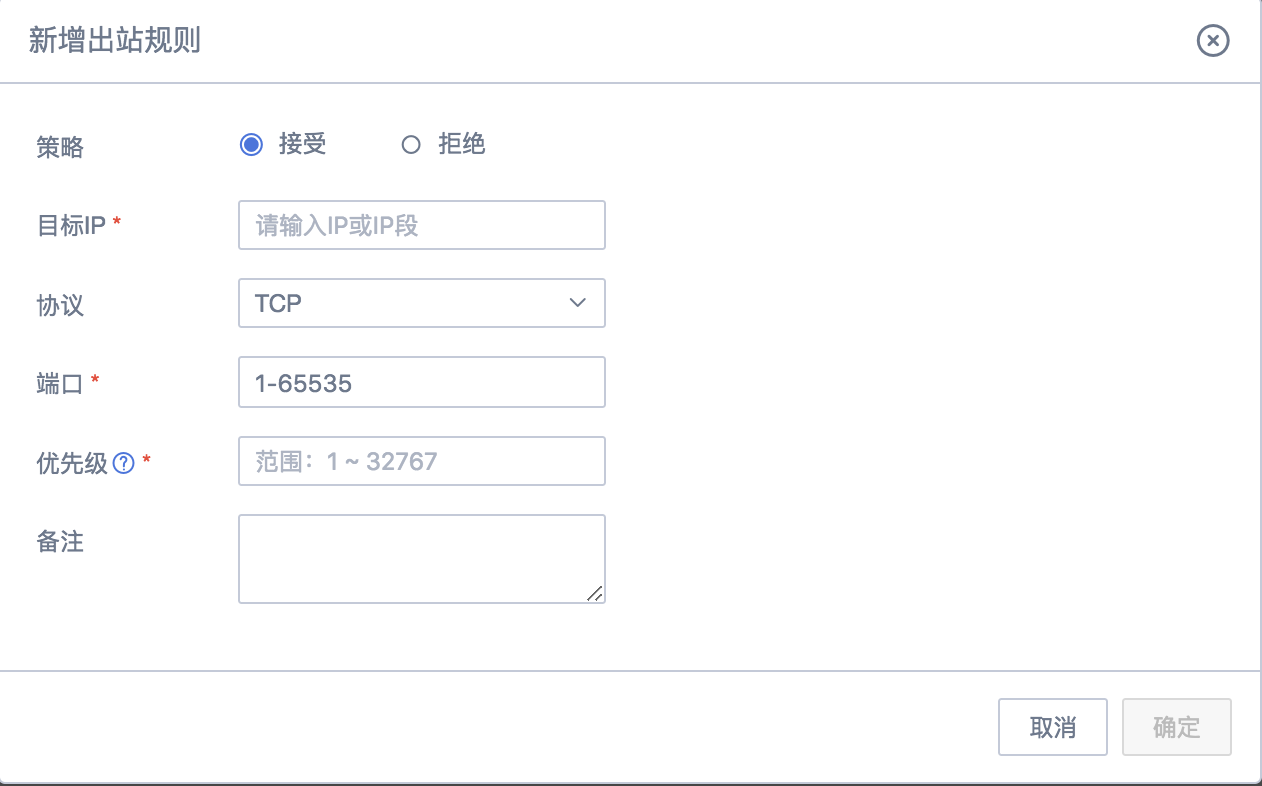 新增出站规则
策略 接受 拒绝
目标IP * 请输入IP或IP段
协议 TCP
端口 * 1-65535
优先级 ? * 范围：1 ~ 32767
备注
取消 确定